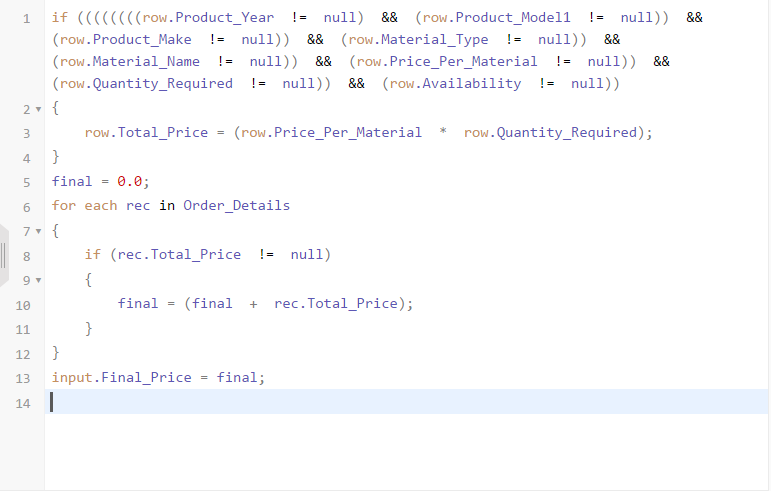 1 if ((((((((row.Product_Year != null) && (row.Product_Model1 != null)) &&
(row.Product_Make != null)) && (row.Material_Type != null)) &&
(row.Material_Name != null)) && (row.Price_Per_Material != null)) &&
(row.Quantity_Required != null)) && (row.Availability != null))
2 {
3 row.Total_Price = (row.Price_Per_Material * row.Quantity_Required);
4 }
5 final = 0.0;
6 for each rec in Order_Details
7 {
8 if (rec.Total_Price != null)
9 {
10 final = (final + rec.Total_Price);
11 }
12 }
13 input.Final_Price = final;
14